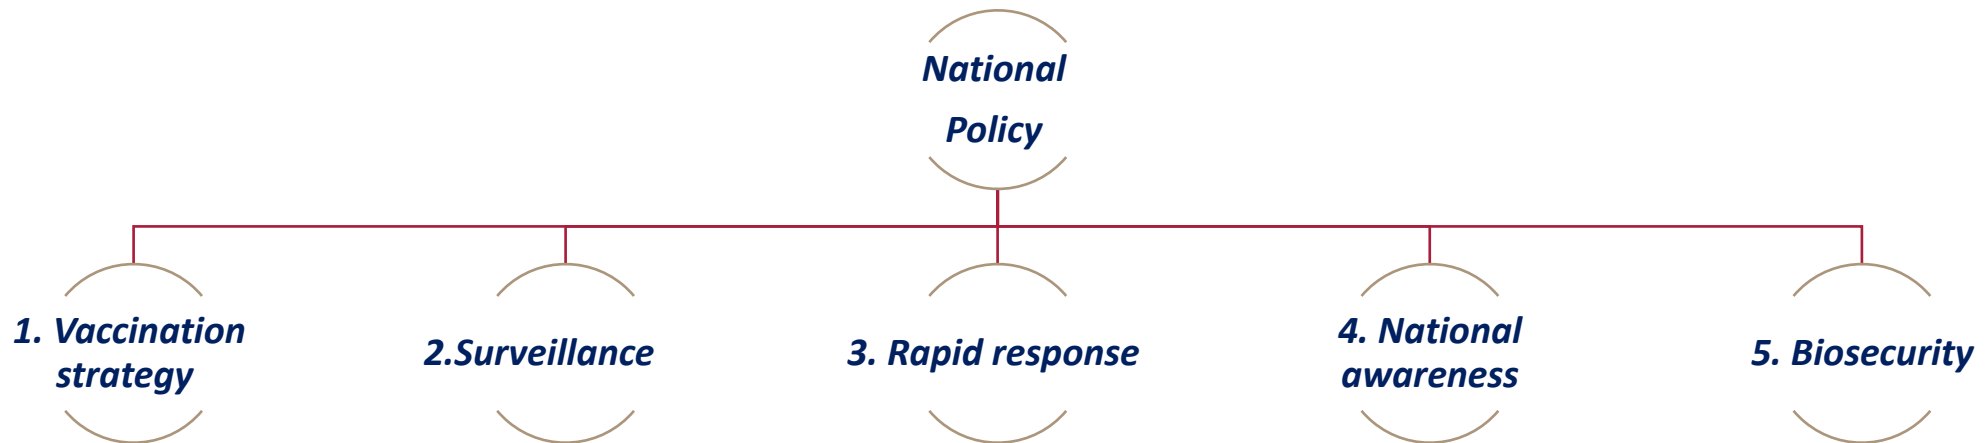 National
Policy
1. Vaccination
strategy
2.Surveillance
3. Rapid response
4. National
awareness
5. Biosecurity